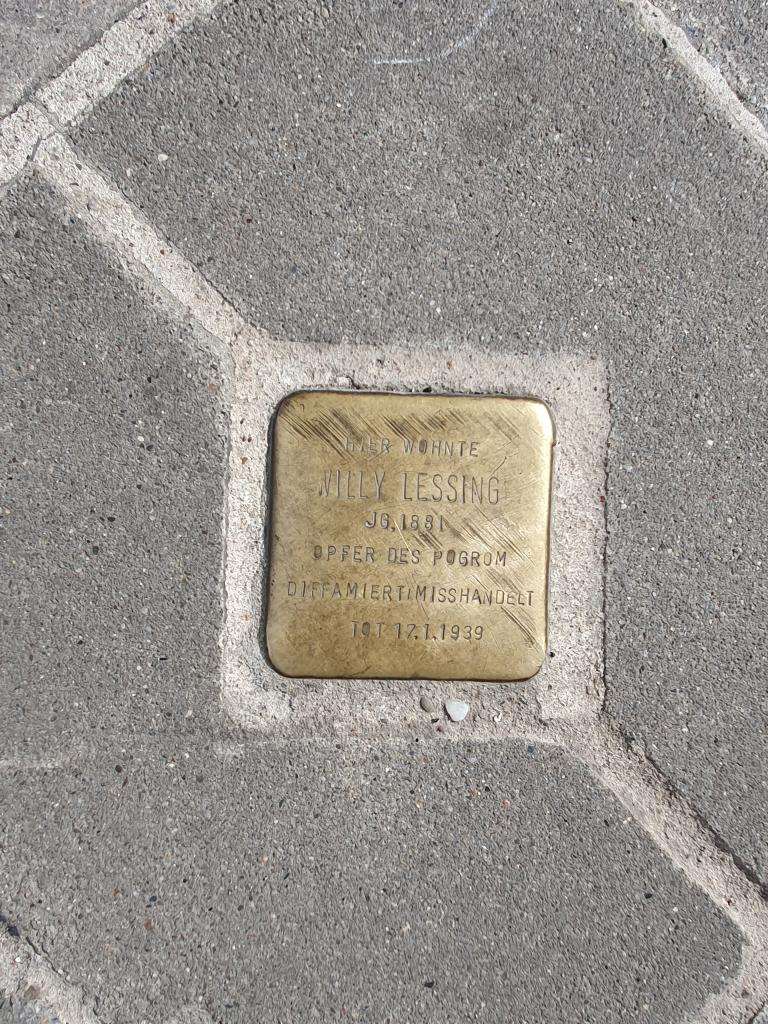 HIER WOHNTE
WILLY LESSING
JG. 1881
OPFER DES POGROM
DIFFAMIERT/MISSHANDELT
TOT 17.1.1939